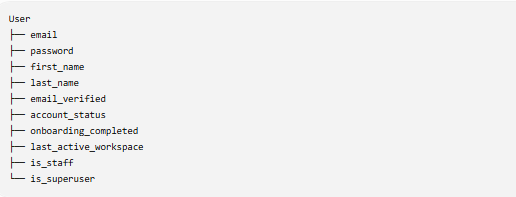 User
├── email
├── password
├── first_name
├── last_name
├── email_verified
├── account_status
├── onboarding_completed
├── last_active_workspace
├── is_staff
└── is_superuser